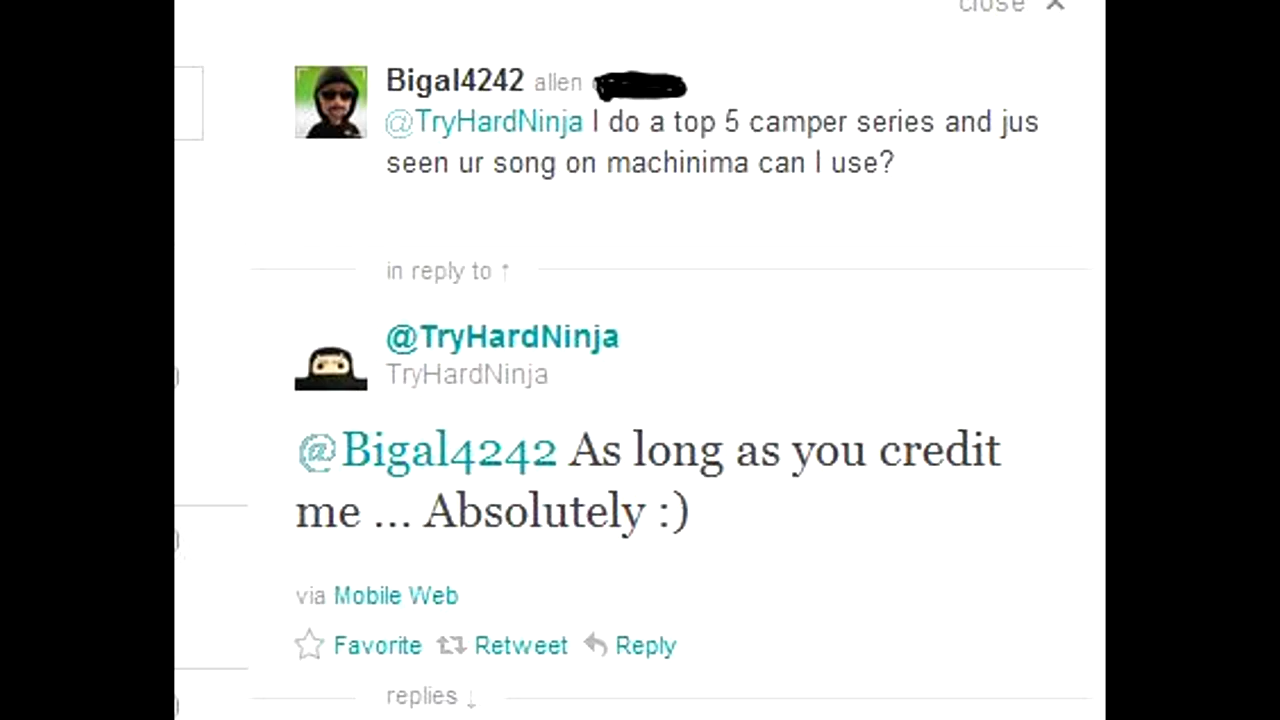 close ×
Bigal4242 allen
@TryHardNinja I do a top 5 camper series and jus
seen ur song on machinima can I use?
in reply to ↑
@TryHardNinja
TryHardNinja
@Bigal4242 As long as you credit
me ... Absolutely :)
via Mobile Web
Favorite Retweet Reply
replies ↓